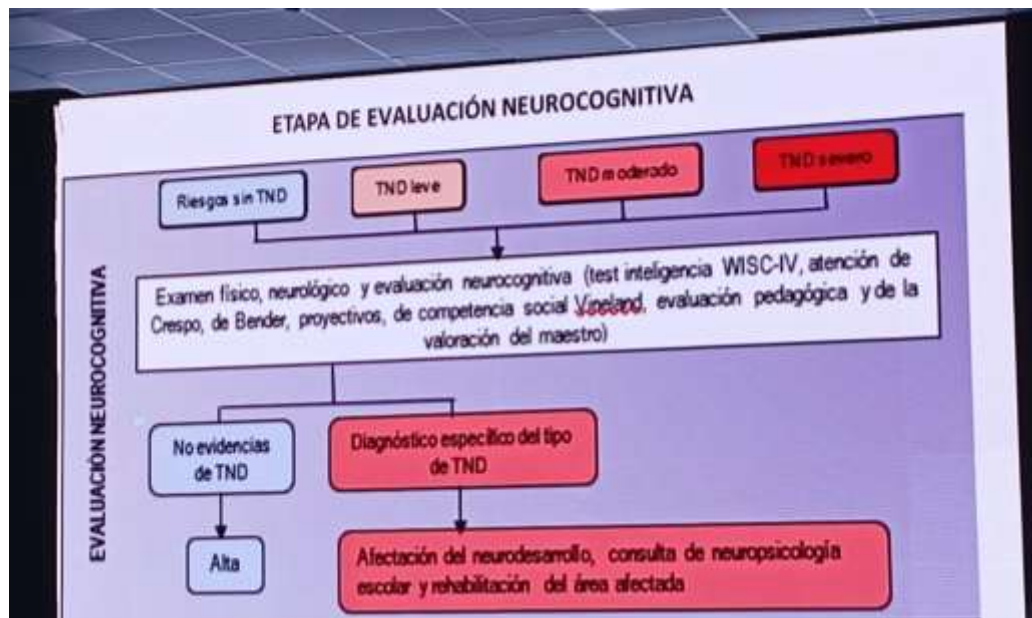 ETAPA DE EVALUACIÓN NEUROCOGNITIVA
Riesgos sin TND
TND leve
TND moderado
TND severo
EVALUACIÓN NEUROCOGNITIVA
Examen físico, neurológico y evaluación neurocognitiva (test inteligencia WISC-IV, atención de
Crespo, de Bender, proyectivos, de competencia social Vineland, evaluación pedagógica y de la
valoración del maestro)
No evidencias
de TND
Diagnóstico específico del tipo
de TND
Alta
Afectación del neurodesarrollo, consulta de neuropsicología
escolar y rehabilitación del área afectada